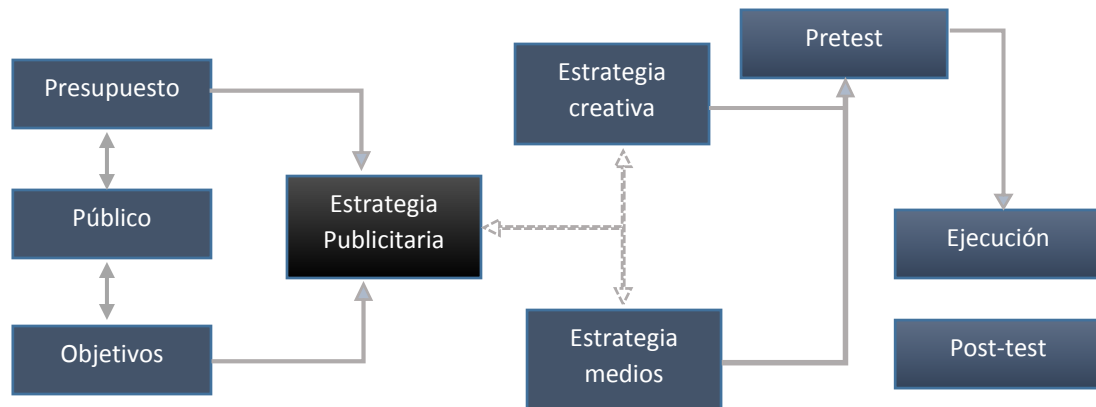 Presupuesto
Público
Objetivos
Estrategia
Publicitaria
Estrategia
creativa
Estrategia
medios
Pretest
Ejecución
Post-test